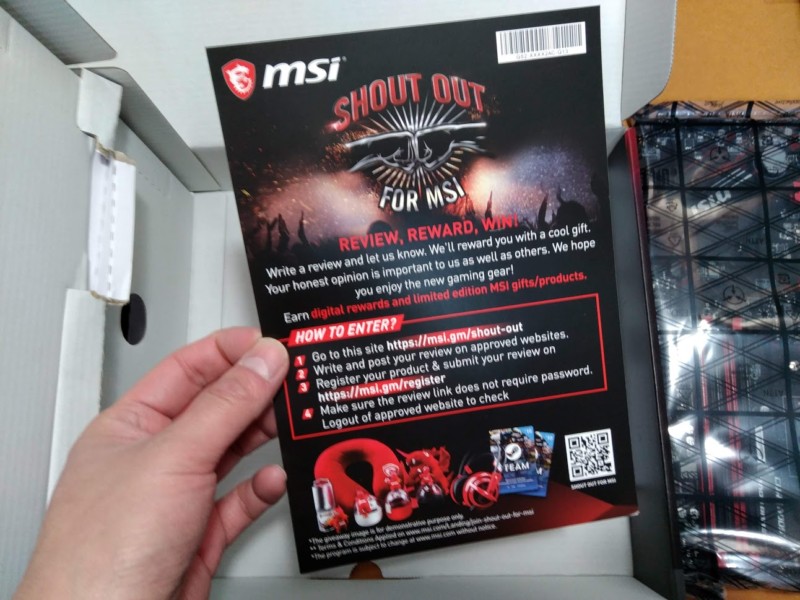 msi
SHOUT OUT
FOR MSI
REVIEW, REWARD, WIN!
Write a review and let us know. We'll reward you with a cool gift.
Your honest opinion is important to us as well as others. We hope
you enjoy the new gaming gear!
Earn digital rewards and limited edition MSI gifts/products.
HOW TO ENTER?
1 Go to this site https://msi.gm/shout-out
2 Write and post your review on approved websites.
3 Register your product & submit your review on
https://msi.gm/register
4 Make sure the review link does not require password.
Logout of approved website to check
STEAM
SHOUT OUT FOR MSI
*The giveaway image is for demonstrative purpose only
** Terms & Conditions Applied on www.msi.com/Landing/join-shout-out-for-msi
*The program is subject to change at www.msi.com without notice.